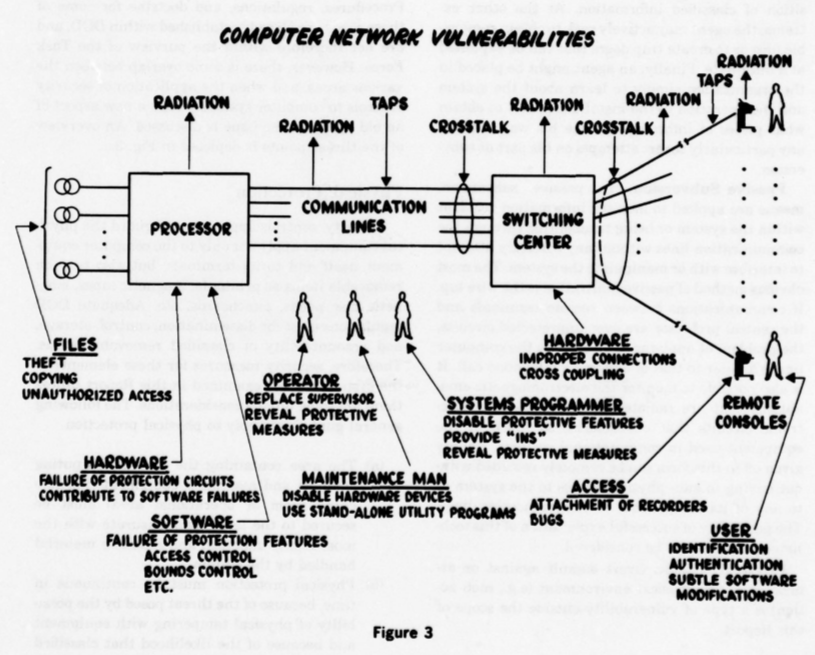 COMPUTER NETWORK VULNERABILITIES
RADIATION
TAPS
RADIATION
CROSSTALK
RADIATION
CROSSTALK
RADIATION
TAPS
PROCESSOR
COMMUNICATION
LINES
SWITCHING
CENTER
FILES
THEFT
COPYING
UNAUTHORIZED ACCESS
OPERATOR
REPLACE SUPERVISOR
REVEAL PROTECTIVE
MEASURES
HARDWARE
IMPROPER CONNECTIONS
CROSS COUPLING
SYSTEMS PROGRAMMER
DISABLE PROTECTIVE FEATURES
PROVIDE "INS"
REVEAL PROTECTIVE MEASURES
REMOTE
CONSOLES
HARDWARE
FAILURE OF PROTECTION CIRCUITS
CONTRIBUTE TO SOFTWARE FAILURES
MAINTENANCE MAN
DISABLE HARDWARE DEVICES
USE STAND-ALONE UTILITY PROGRAMS
ACCESS
ATTACHMENT OF RECORDERS
BUGS
SOFTWARE
FAILURE OF PROTECTION FEATURES
ACCESS CONTROL
BOUNDS CONTROL
ETC.
USER
IDENTIFICATION
AUTHENTICATION
SUBTLE SOFTWARE
MODIFICATIONS
Figure 3